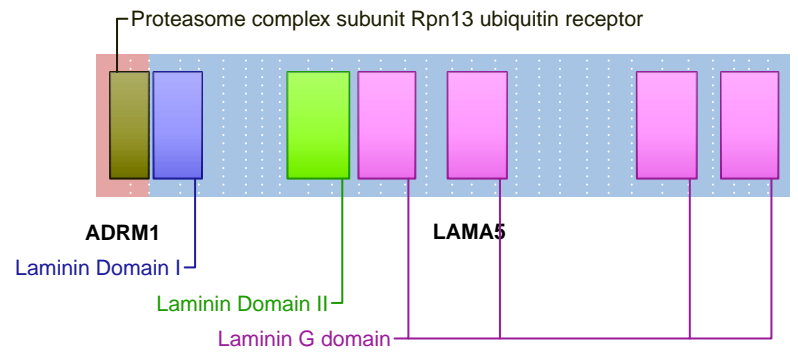 Proteasome complex subunit Rpn13 ubiquitin receptor
ADRM1
LAMA5
Laminin Domain I
Laminin Domain II
Laminin G domain